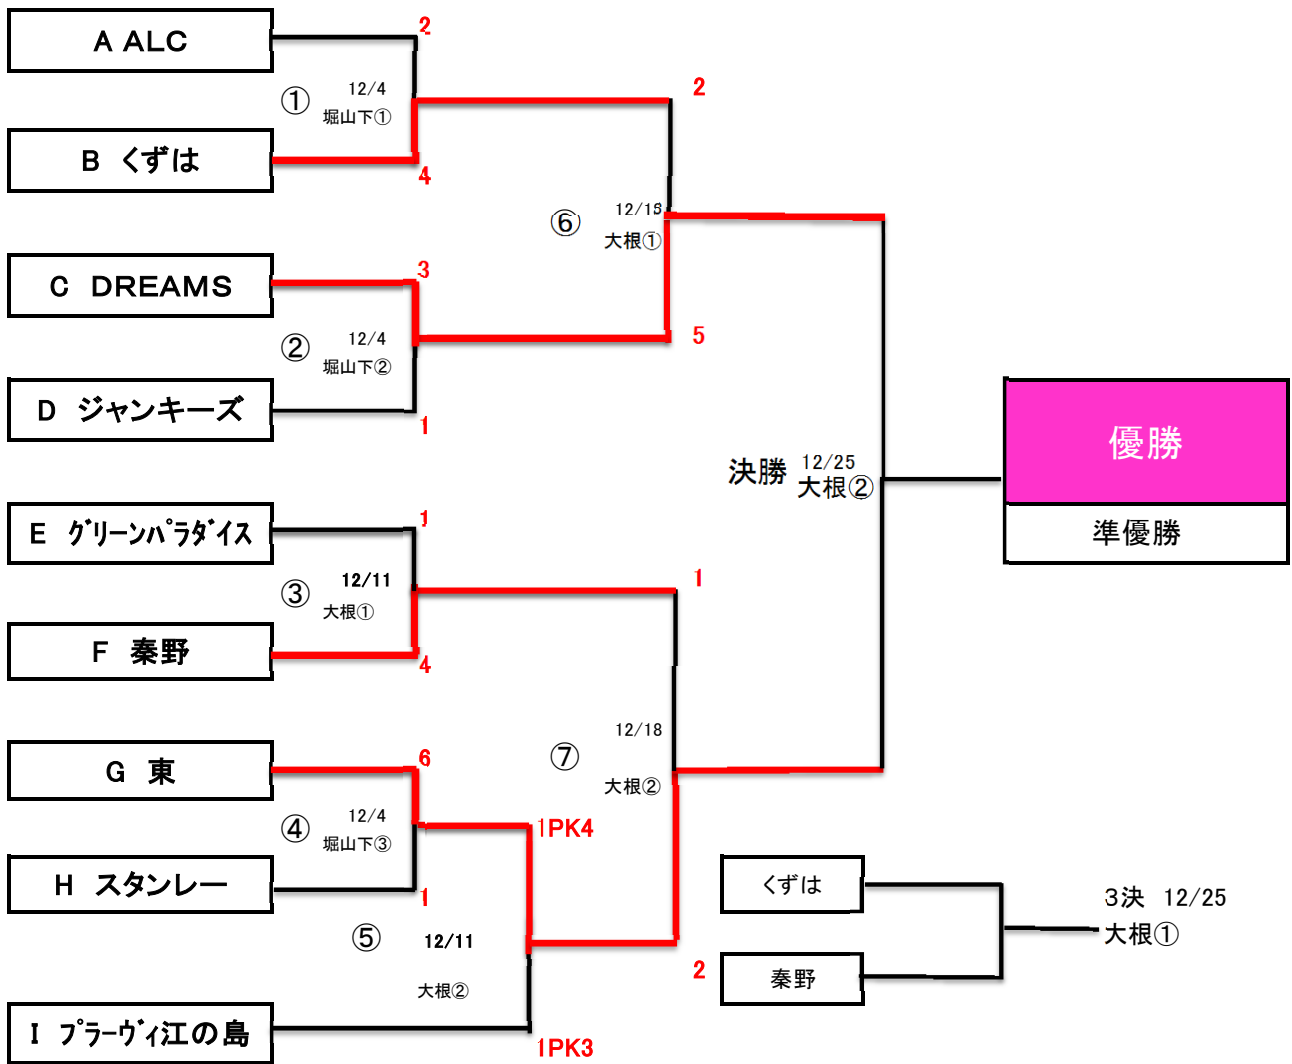 A ALC
2
① 12/4
堀山下①
B くずは
4
2
⑥ 12/18
大根①
C DREAMS
3
② 12/4
堀山下②
5
D ジャンキーズ
1
決勝 12/25
大根②
優勝
準優勝
E グリーンパラダイス
1
③ 12/11
大根①
1
F 秦野
4
⑦ 12/18
大根②
G 東
6
④ 12/4
堀山下③
1PK4
H スタンレー
1
⑤ 12/11
大根②
2
I プラーヴィ江の島
1PK3
くずは
秦野
3決 12/25
大根①